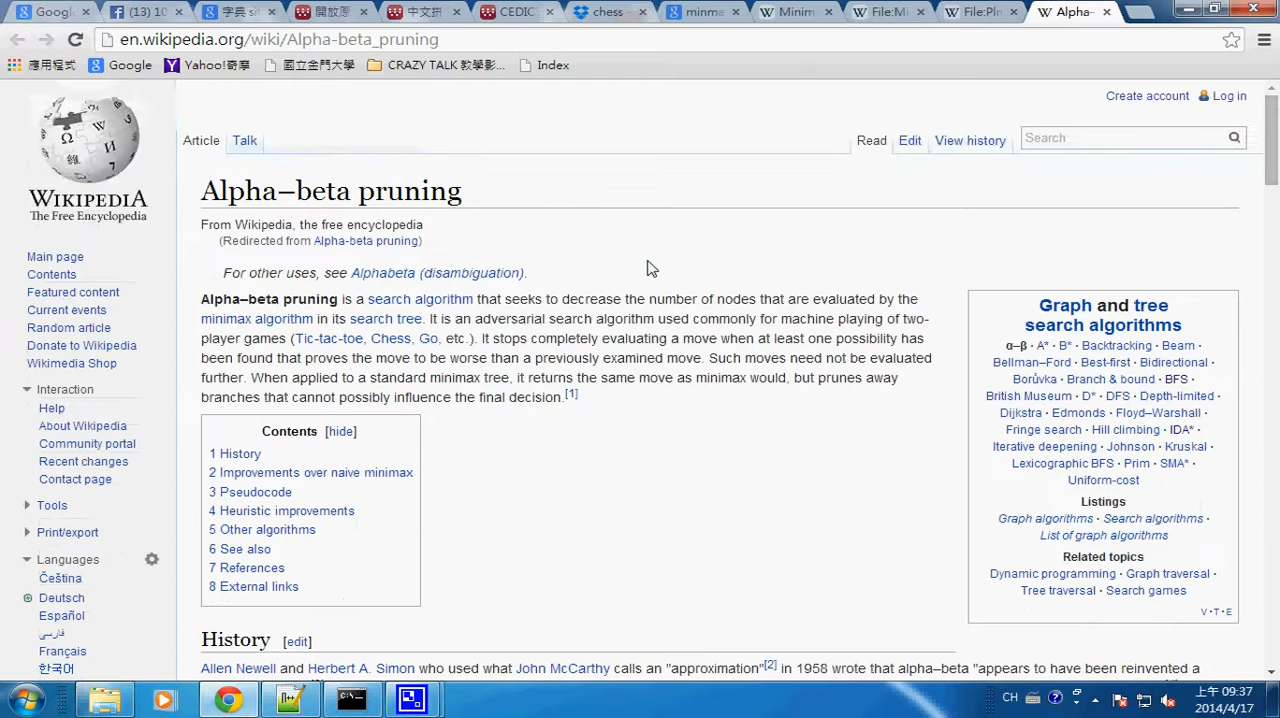 Googl
(13) 10
字典 sit
開放原
中文拼
CEDIC
chess
minma
Minim
File:Mi
File:Plm
Alpha-
en.wikipedia.org/wiki/Alpha-beta_pruning
應用程式
Google
Yahoo!奇摩
國立金門大學
CRAZY TALK 教學影...
Index
Create account
Log in
Article
Talk
Read
Edit
View history
Search
WIKIPEDIA
The Free Encyclopedia
Main page
Contents
Featured content
Current events
Random article
Donate to Wikipedia
Wikimedia Shop
Interaction
Help
About Wikipedia
Community portal
Recent changes
Contact page
Tools
Print/export
Languages
Čeština
Deutsch
Español
فارسی
Français
한국어
Alpha–beta pruning
From Wikipedia, the free encyclopedia
(Redirected from Alpha-beta pruning)
For other uses, see Alphabeta (disambiguation).
Alpha–beta pruning is a search algorithm that seeks to decrease the number of nodes that are evaluated by the
minimax algorithm in its search tree. It is an adversarial search algorithm used commonly for machine playing of two-
player games (Tic-tac-toe, Chess, Go, etc.). It stops completely evaluating a move when at least one possibility has
been found that proves the move to be worse than a previously examined move. Such moves need not be evaluated
further. When applied to a standard minimax tree, it returns the same move as minimax would, but prunes away
branches that cannot possibly influence the final decision.[1]
Contents [hide]
1 History
2 Improvements over naive minimax
3 Pseudocode
4 Heuristic improvements
5 Other algorithms
6 See also
7 References
8 External links
Graph and tree
search algorithms
α–β · A* · B* · Backtracking · Beam ·
Bellman–Ford · Best-first · Bidirectional ·
Borůvka · Branch & bound · BFS ·
British Museum · D* · DFS · Depth-limited ·
Dijkstra · Edmonds · Floyd–Warshall ·
Fringe search · Hill climbing · IDA* ·
Iterative deepening · Johnson · Kruskal ·
Lexicographic BFS · Prim · SMA* ·
Uniform-cost
Listings
Graph algorithms · Search algorithms ·
List of graph algorithms
Related topics
Dynamic programming · Graph traversal ·
Tree traversal · Search games
V · T · E
History [edit]
Allen Newell and Herbert A. Simon who used what John McCarthy calls an "approximation"[2] in 1958 wrote that alpha–beta "appears to have been reinvented a
CH
上午 09:37
2014/4/17